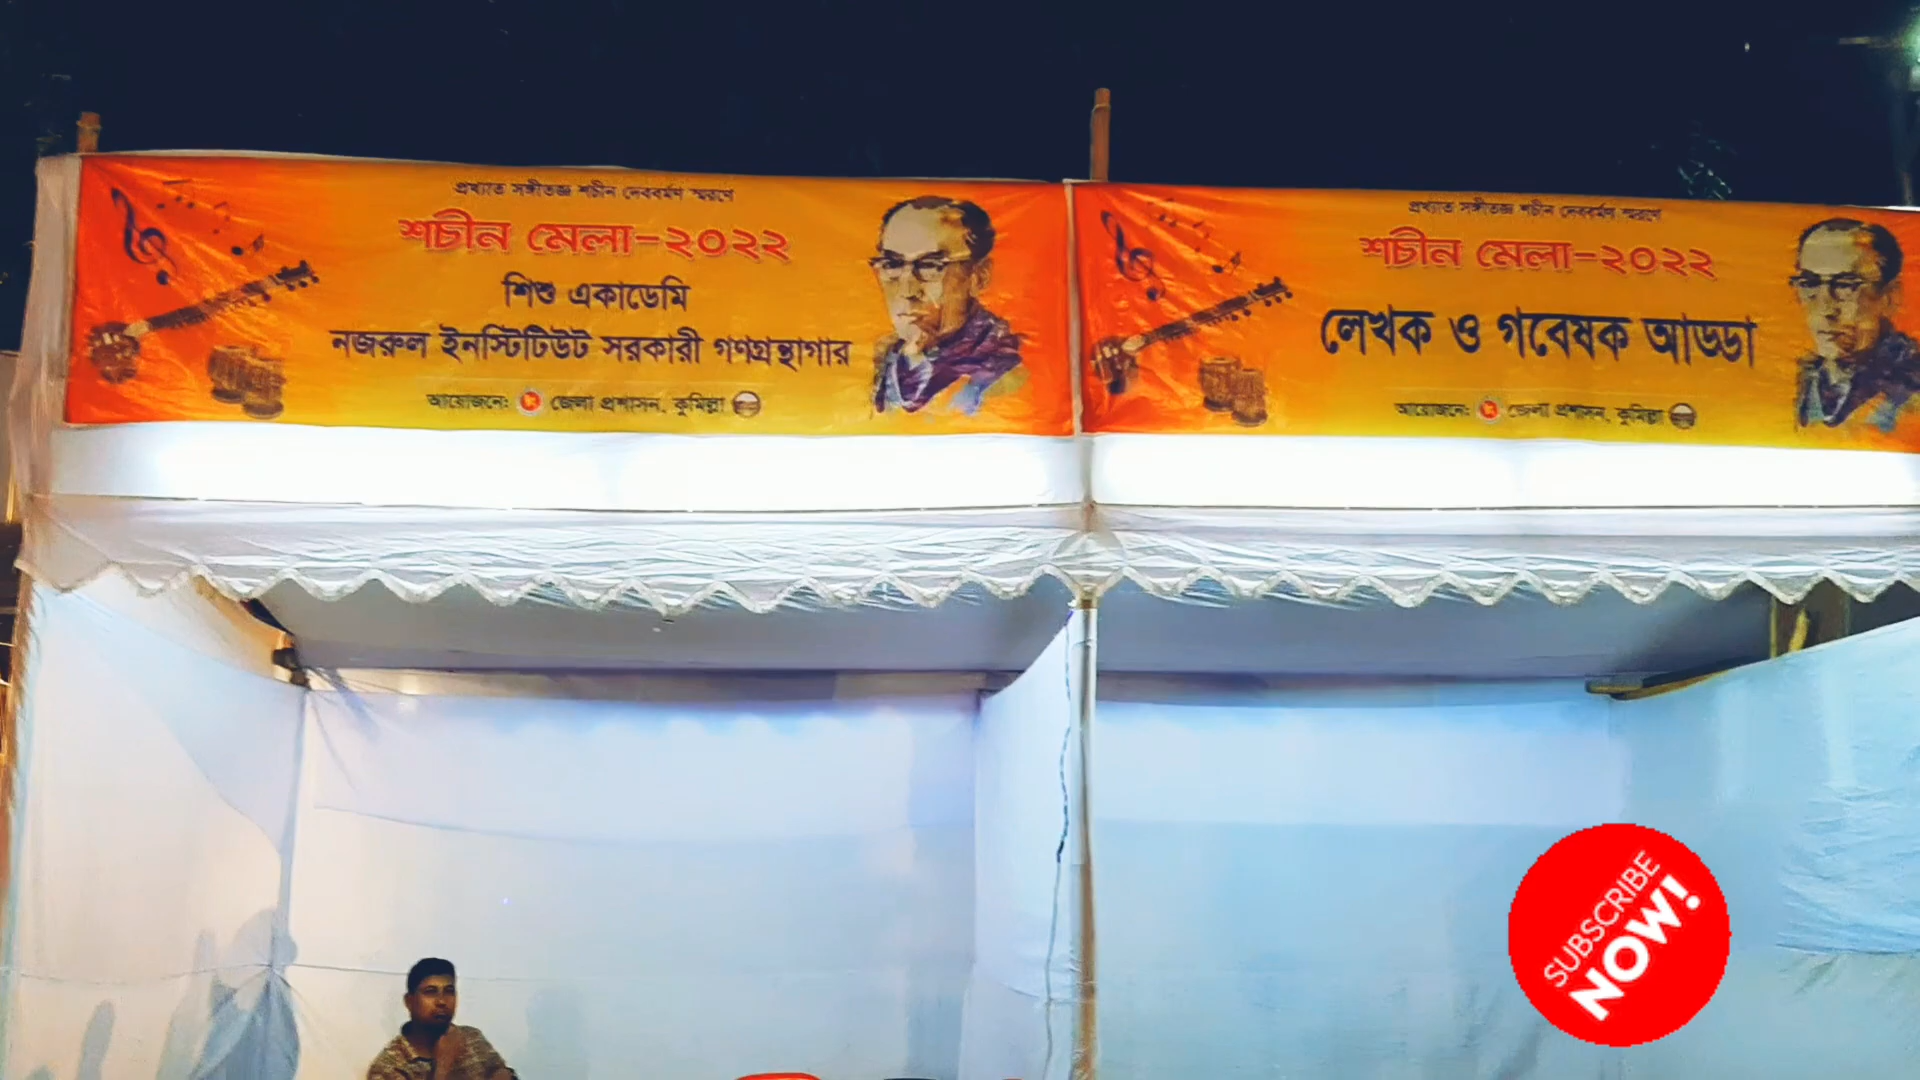 প্রখ্যাত সঙ্গীতজ্ঞ শচীন দেববর্মণ স্মরণে
শচীন মেলা-২০২২
শিশু একাডেমি
নজরুল ইনস্টিটিউট সরকারী গণগ্রন্থাগার
আয়োজনে: জেলা প্রশাসন, কুমিল্লা
প্রখ্যাত সঙ্গীতজ্ঞ শচীন দেববর্মণ স্মরণে
শচীন মেলা-২০২২
লেখক ও গবেষক আড্ডা
আয়োজনে: জেলা প্রশাসন, কুমিল্লা
SUBSCRIBE
NOW!